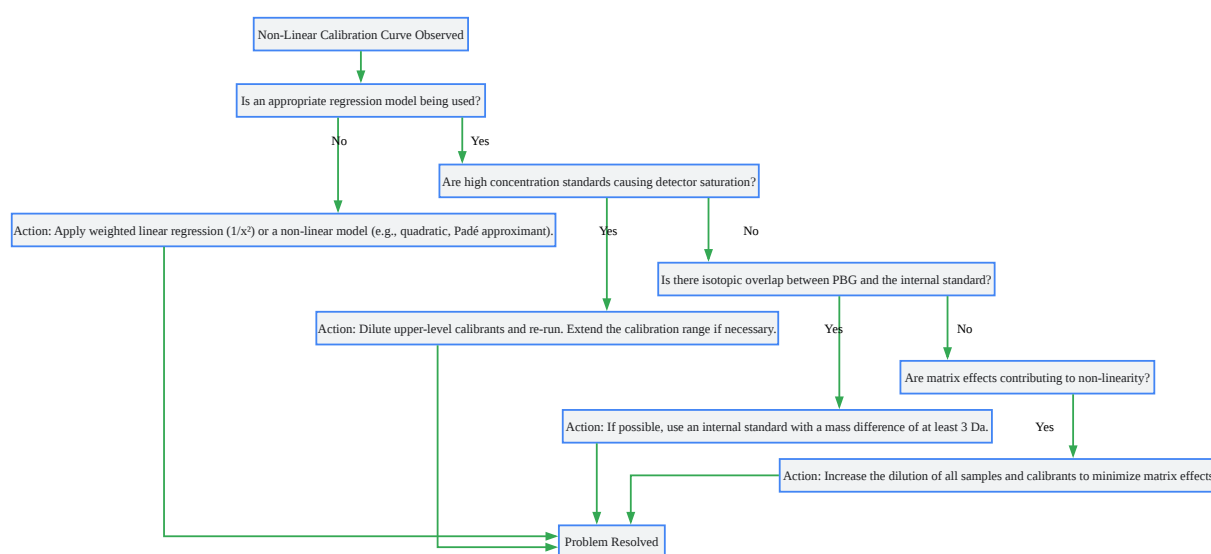 Non-Linear Calibration Curve Observed
Is an appropriate regression model being used?
No
Yes
Are high concentration standards causing detector saturation?
Action: Apply weighted linear regression (1/x²) or a non-linear model (e.g., quadratic, Padé approximant).
Yes
No
Is there isotopic overlap between PBG and the internal standard?
Action: Dilute upper-level calibrants and re-run. Extend the calibration range if necessary.
Yes
No
Are matrix effects contributing to non-linearity?
Action: If possible, use an internal standard with a mass difference of at least 3 Da.
Yes
Action: Increase the dilution of all samples and calibrants to minimize matrix effects
Problem Resolved